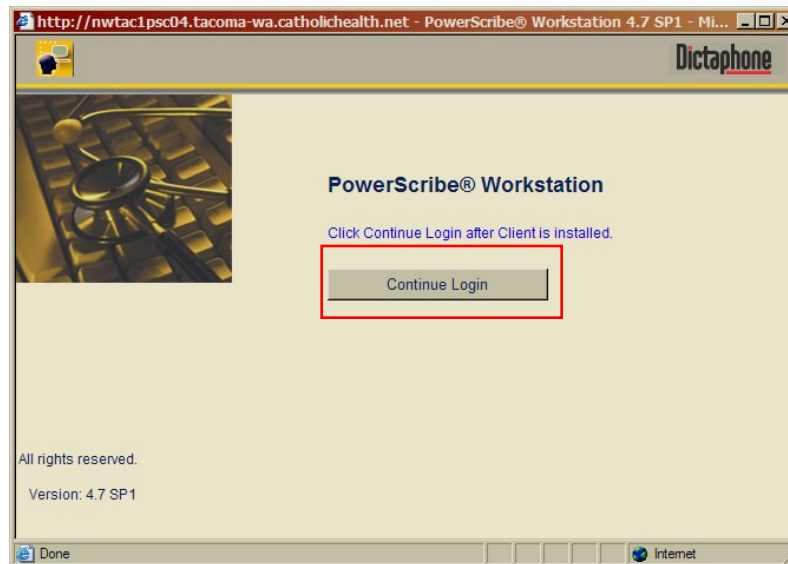 http://nwtac1psc04.tacoma-wa.catholichealth.net - PowerScribe® Workstation 4.7 SP1 - Mi...
Dictaphone
PowerScribe® Workstation
Click Continue Login after Client is installed.
Continue Login
All rights reserved.
Version: 4.7 SP1
Done
Internet